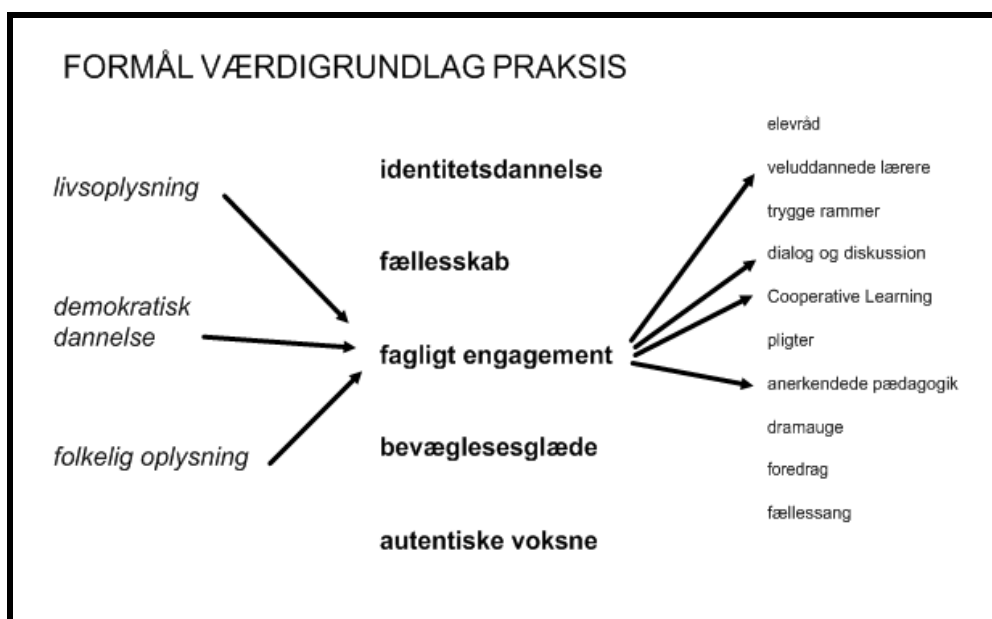 FORMÅL VÆRDIGRUNDLAG PRAKSIS
livsoplysning
demokratisk
dannelse
folkelig oplysning
identitetsdannelse
fællesskab
fagligt engagement
bevæglesesglæde
autentiske voksne
elevråd
veluddannede lærere
trygge rammer
dialog og diskussion
Cooperative Learning
pligter
anerkendede pædagogik
dramauge
foredrag
fællessang